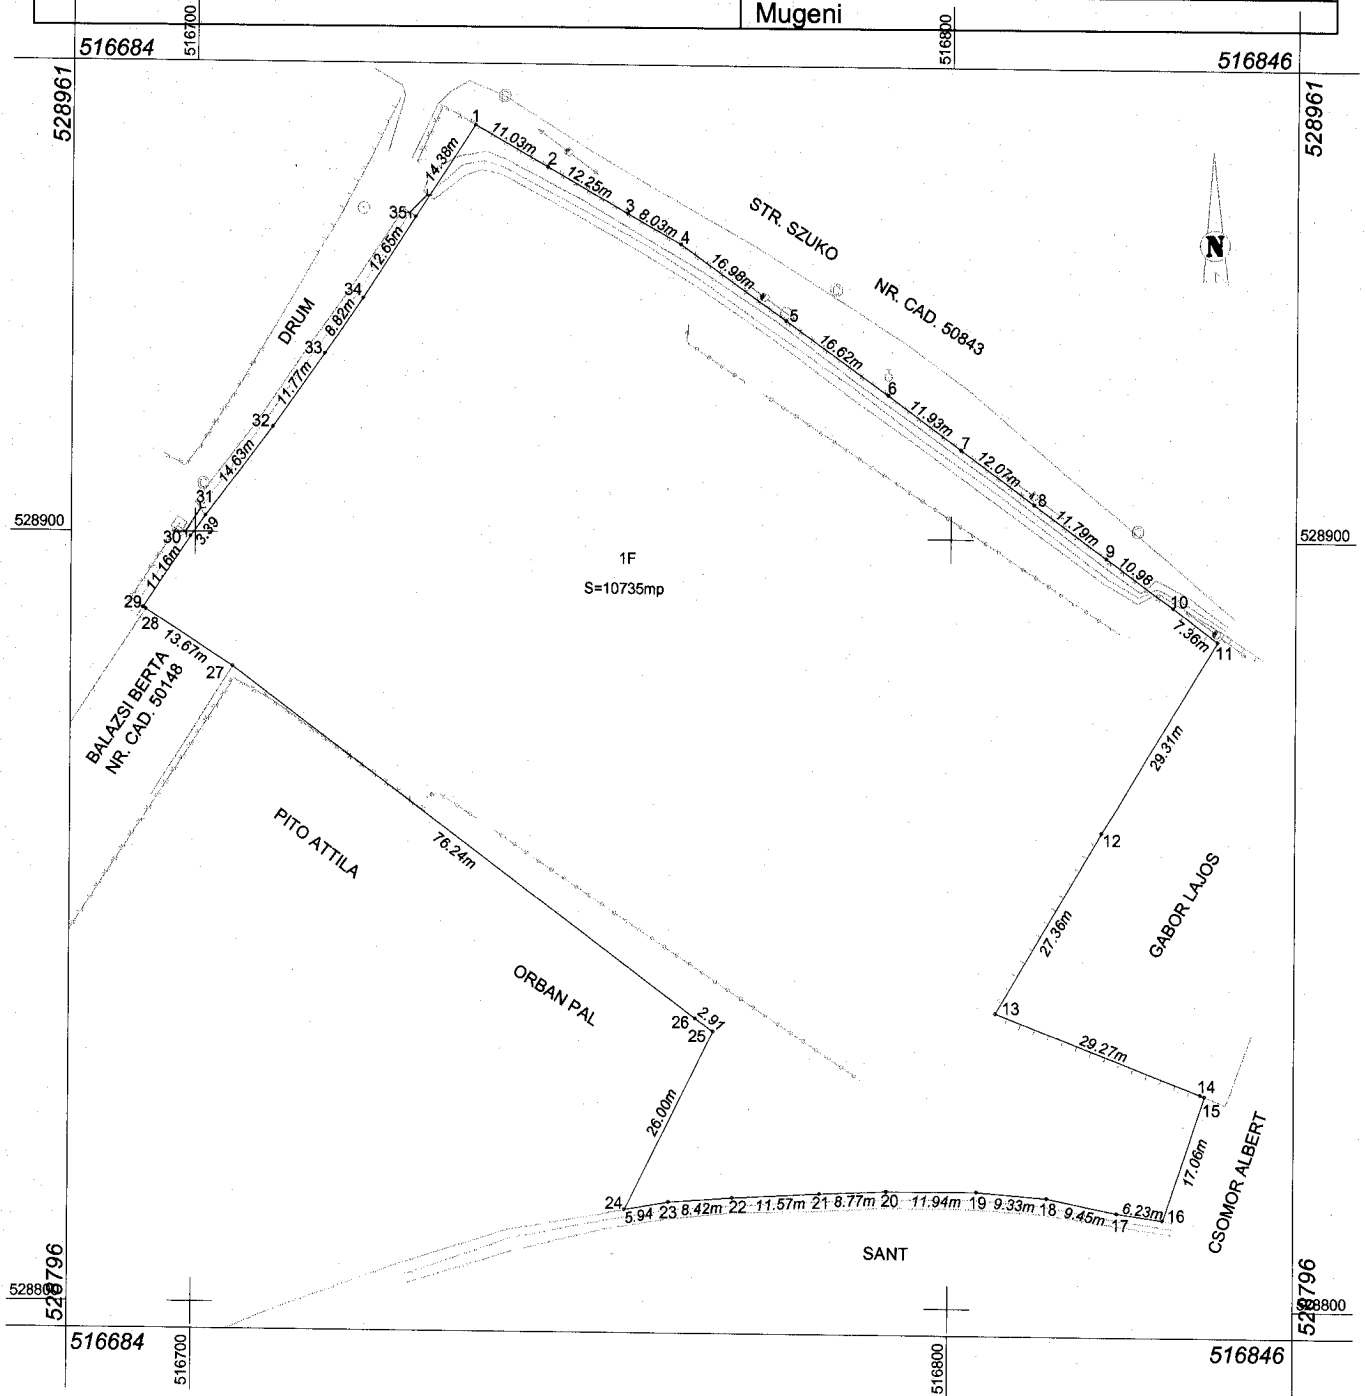 Mugeni
516700
516800
516684
516846
528961
528961
1
11.03m
14.38m
2
12.25m
3
8.03m
4
35
12.65m
STR. SZUKO
N
16.98m
NR. CAD. 50843
34
8.82m
DRUM
5
16.62m
33
11.77m
6
11.93m
32
14.63m
7
12.07m
31
8
11.79m
528900
528900
30
3.39
9
10.98
1F
11.16m
S=10735mp
29
10
28
7.36m
13.67m
11
27
BALAZSI BERTA
NR. CAD. 50148
29.31m
PITO ATTILA
76.24m
12
GABOR LAJOS
27.36m
ORBAN PAL
13
26
2.91
25
29.27m
14
15
26.00m
CSOMOR ALBERT
17.06m
24
5.94
23
8.42m
22
11.57m
21
8.77m
20
11.94m
19
9.33m
18
9.45m
17
6.23m
16
SANT
528796
528796
528800
528800
516684
516700
516800
516846